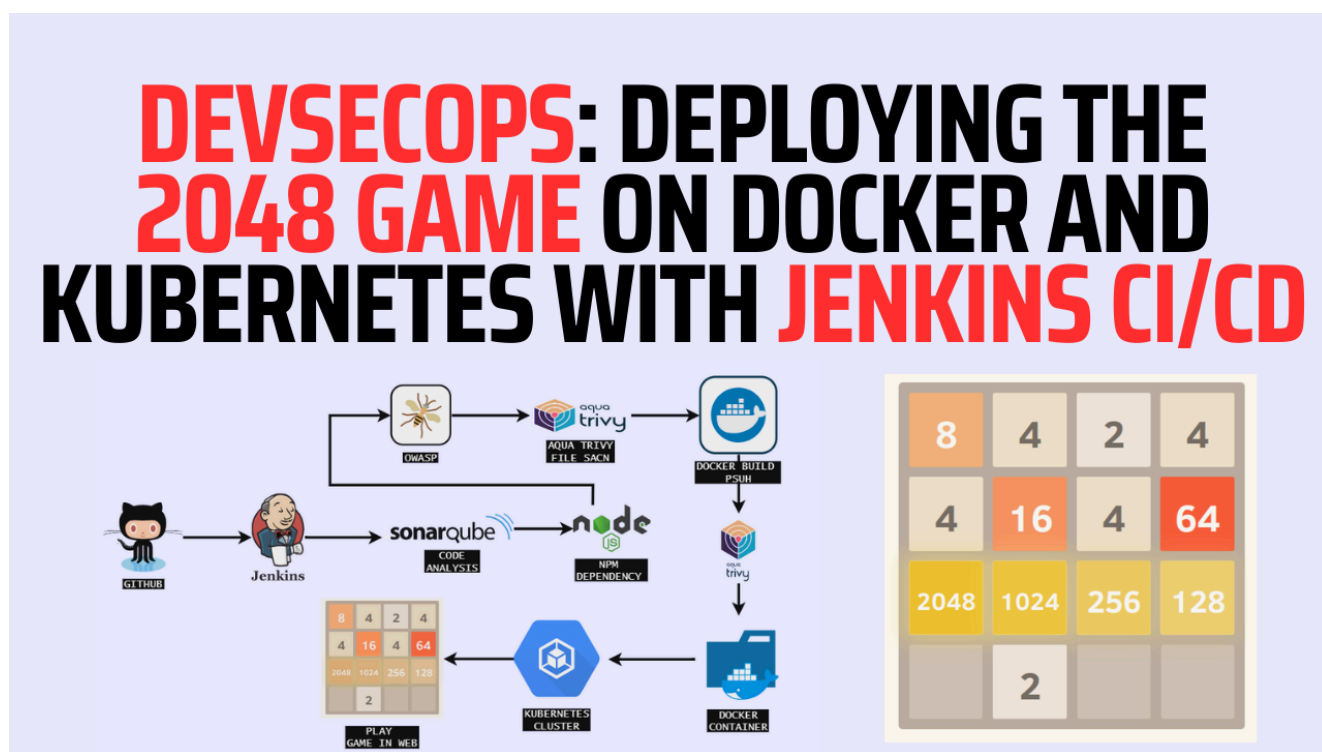 DEVSECOPS: DEPLOYING THE
2048 GAME ON DOCKER AND
KUBERNETES WITH JENKINS CI/CD
OWASP
aqua
trivy
AQUA TRIVY
FILE SACN
DOCKER BUILD
PSUH
GITHUB
Jenkins
sonarqube
CODE
ANALYSIS
node
JS
NPM
DEPENDENCY
aqua
trivy
8 4 2 4
4 16 4 64
2048 1024 256 128
2
PLAY
GAME IN WEB
KUBERNETES
CLUSTER
DOCKER
CONTAINER
8 4 2 4
4 16 4 64
2048 1024 256 128
2